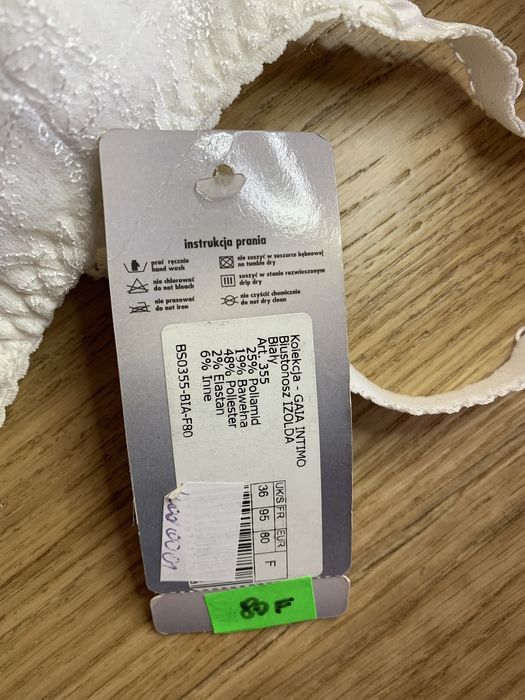 instrukcja prania
prać ręcznie
hand wash
nie chlorować
do not bleach
nie prasować
do not iron
nie suszyć w suszarce bębnowej
no tumble dry
suszyć w stanie rozwieszonym
drip dry
nie czyścić chemicznie
do not dry clean
Kolekcja - GAIA INTIMO
Biustonosz IZOLDA
Biały
Art. 355
25% Poliamid
19% Bawełna
48% Poliester
2% Elastan
6% Inne
BS0355-BIA-F80
UK/S FR EUR
36 95 80 F
80 F